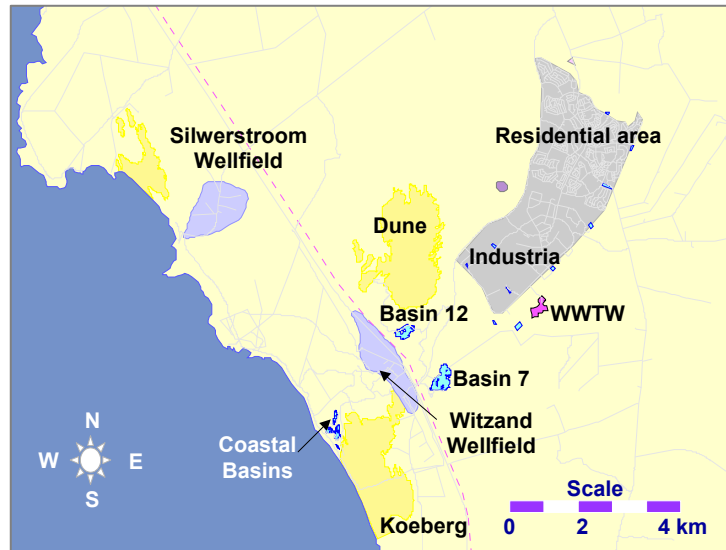 Silwerstroom
Wellfield
Residential area
Dune
Industria
Basin 12
WWTW
Basin 7
Witzand
Wellfield
Coastal
Basins
N
W E
S
Koeberg
Scale
0 2 4 km